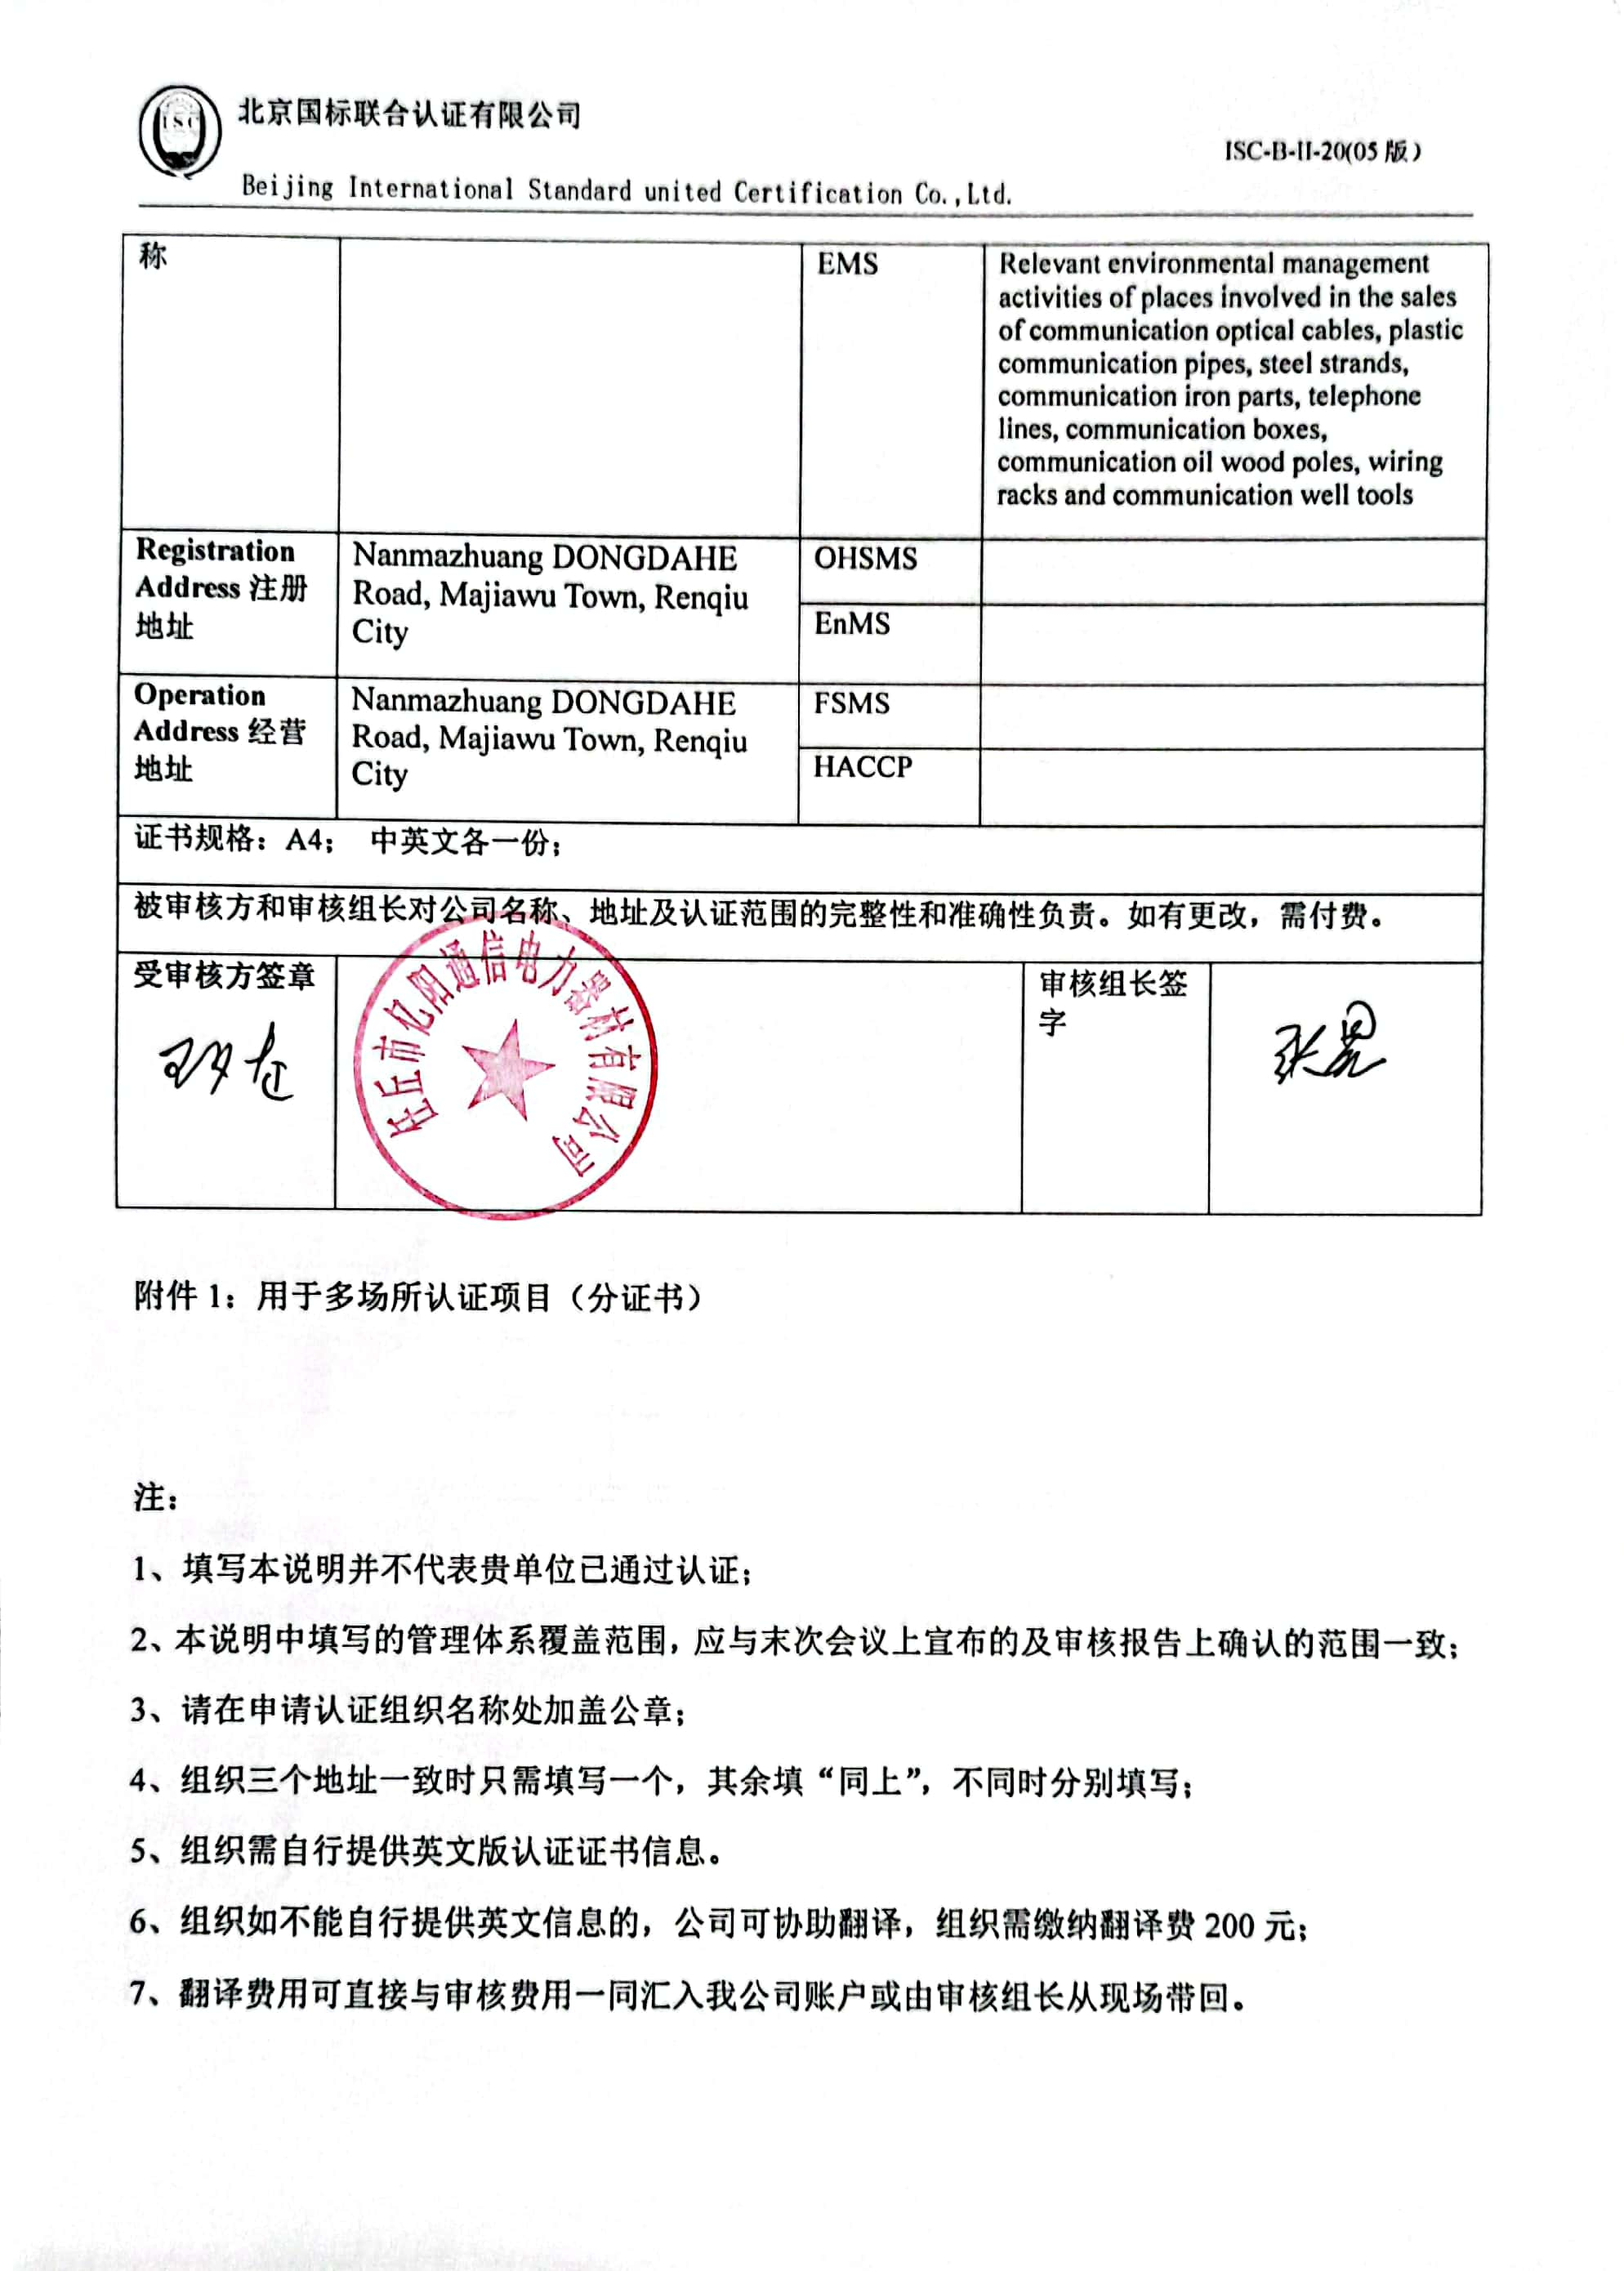 ISC
北京国标联合认证有限公司
ISC-B-II-20(05 版)
Beijing International Standard united Certification Co.,Ltd.
称
EMS
Relevant environmental management
activities of places involved in the sales
of communication optical cables, plastic
communication pipes, steel strands,
communication iron parts, telephone
lines, communication boxes,
communication oil wood poles, wiring
racks and communication well tools
Registration
Address 注册
地址
Nanmazhuang DONGDAHE
Road, Majiawu Town, Renqiu
City
OHSMS
EnMS
Operation
Address 经营
地址
Nanmazhuang DONGDAHE
Road, Majiawu Town, Renqiu
City
FSMS
HACCP
证书规格：A4； 中英文各一份；
被审核方和审核组长对公司名称、地址及认证范围的完整性和准确性负责。如有更改，需付费。
受审核方签章
任丘市亿阳通信电力器材有限公司
审核组长签
字
附件 1：用于多场所认证项目（分证书）
注：
1、填写本说明并不代表贵单位已通过认证；
2、本说明中填写的管理体系覆盖范围，应与末次会议上宣布的及审核报告上确认的范围一致；
3、请在申请认证组织名称处加盖公章；
4、组织三个地址一致时只需填写一个，其余填“同上”，不同时分别填写；
5、组织需自行提供英文版认证证书信息。
6、组织如不能自行提供英文信息的，公司可协助翻译，组织需缴纳翻译费 200 元；
7、翻译费用可直接与审核费用一同汇入我公司账户或由审核组长从现场带回。